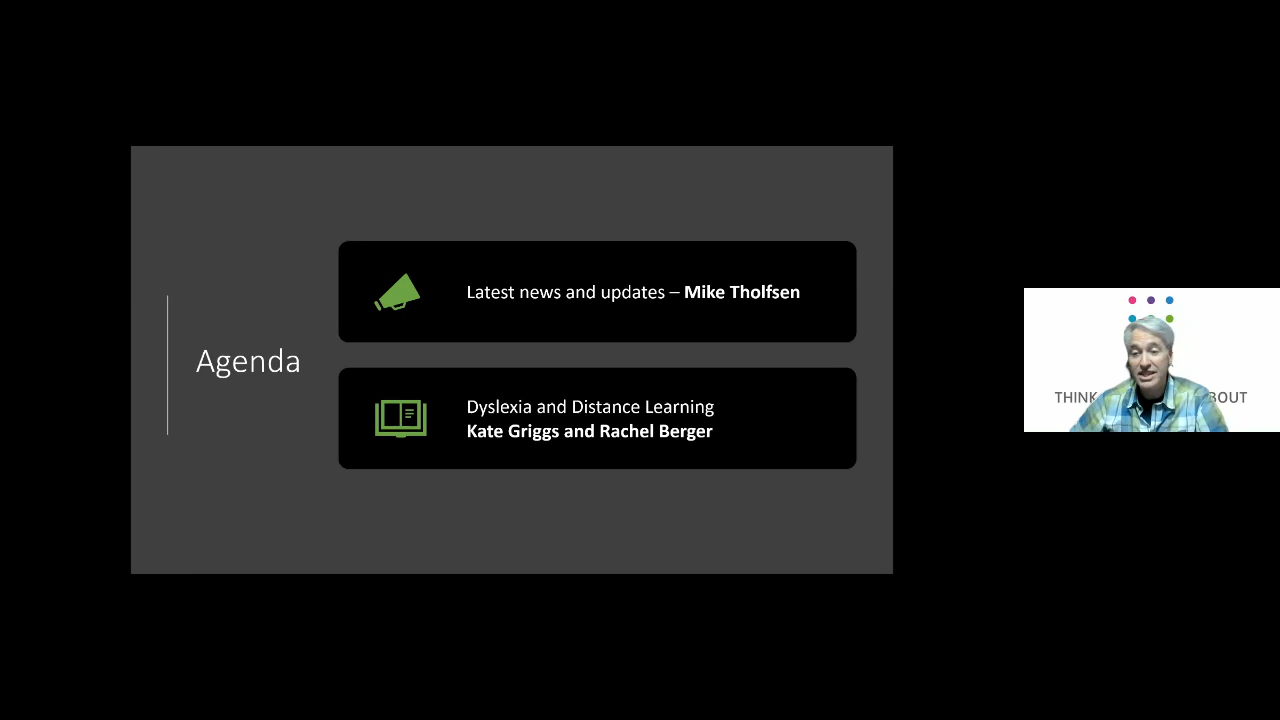 Agenda
Latest news and updates – Mike Tholfsen
Dyslexia and Distance Learning
Kate Griggs and Rachel Berger
THINK BOUT